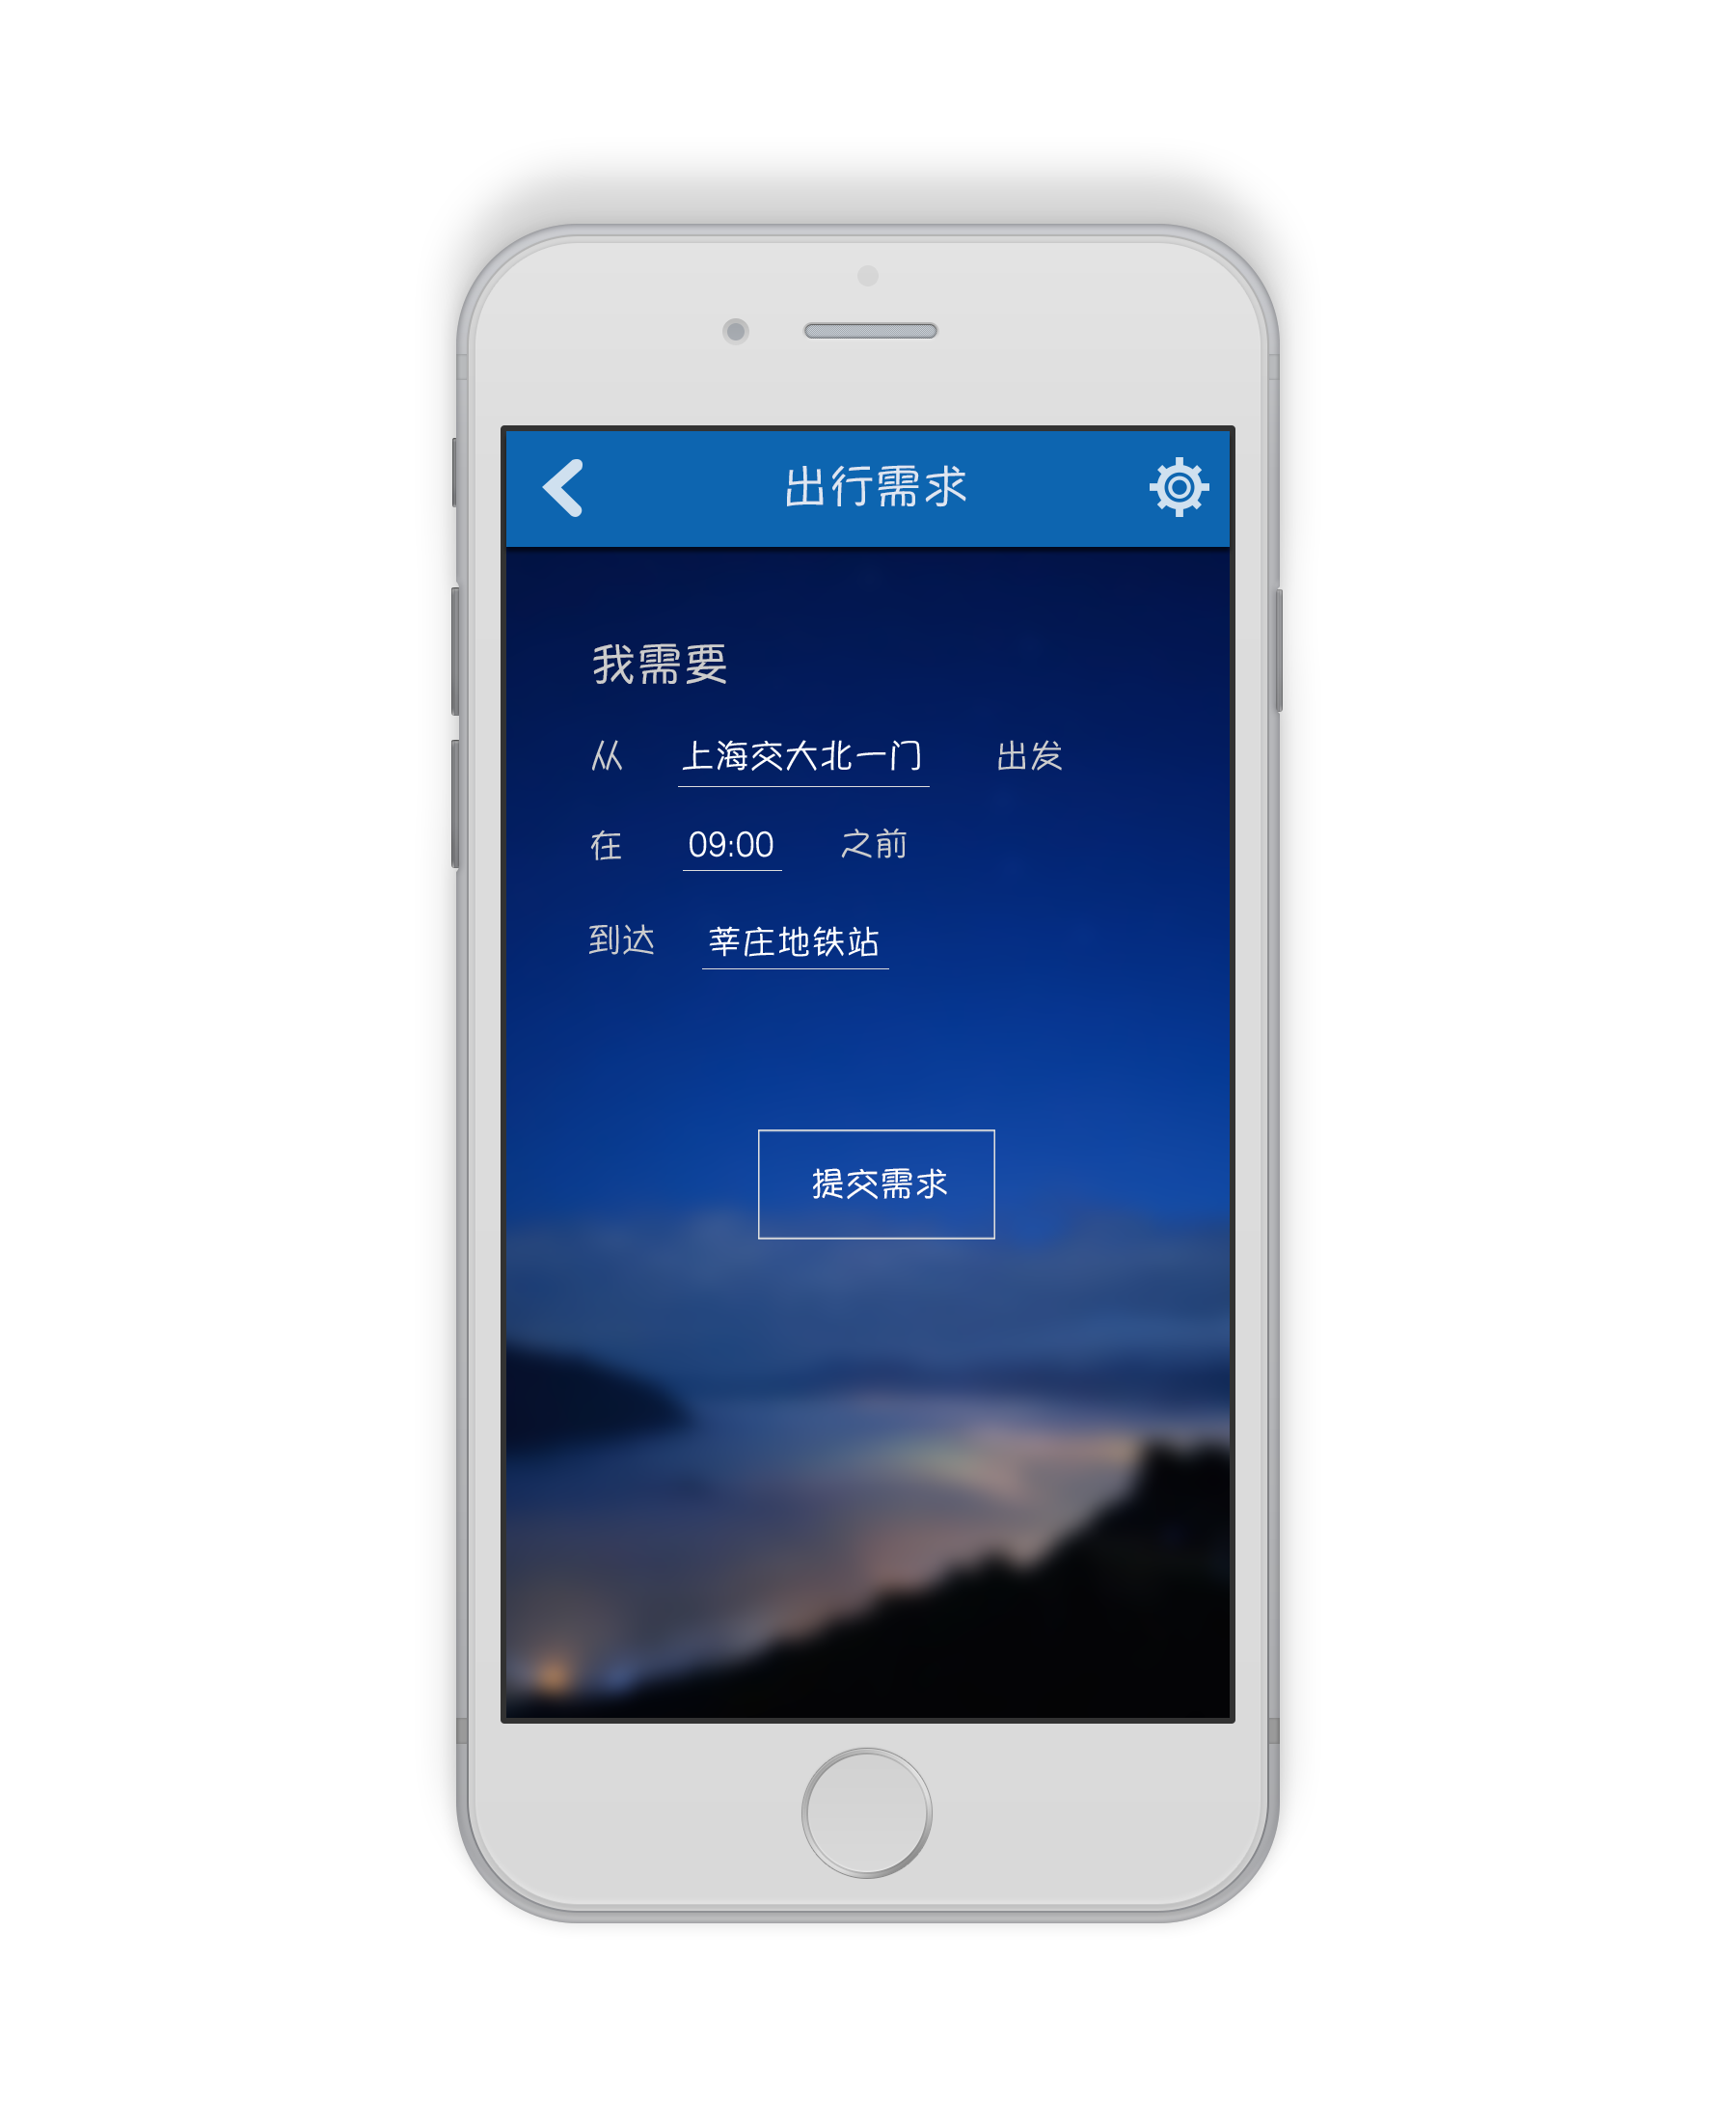 出行需求
我需要
从 上海交大北一门 出发
在 09:00 之前
到达 莘庄地铁站
提交需求